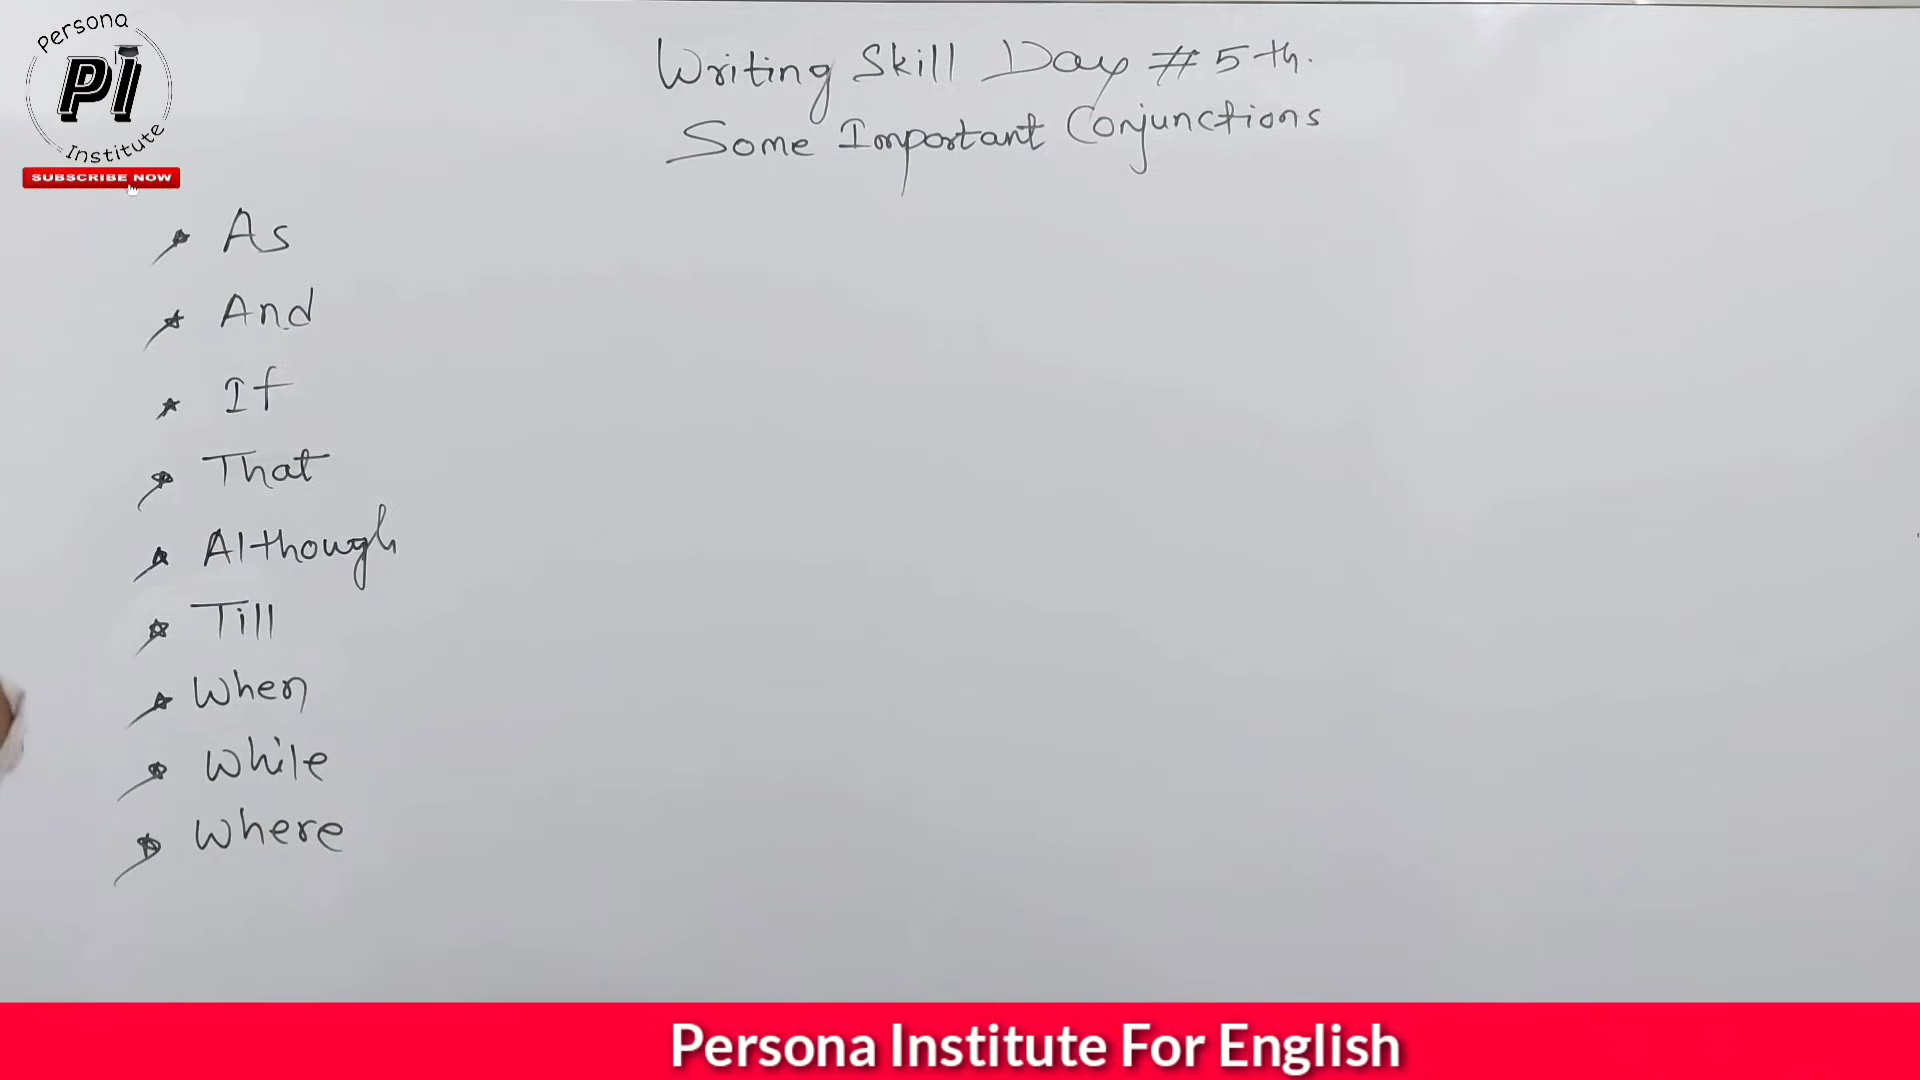 Persona
PI
Institute
SUBSCRIBE NOW
Writing Skill Day # 5th.
Some Important Conjunctions
As
And
If
That
Although
Till
When
While
Where
Persona Institute For English